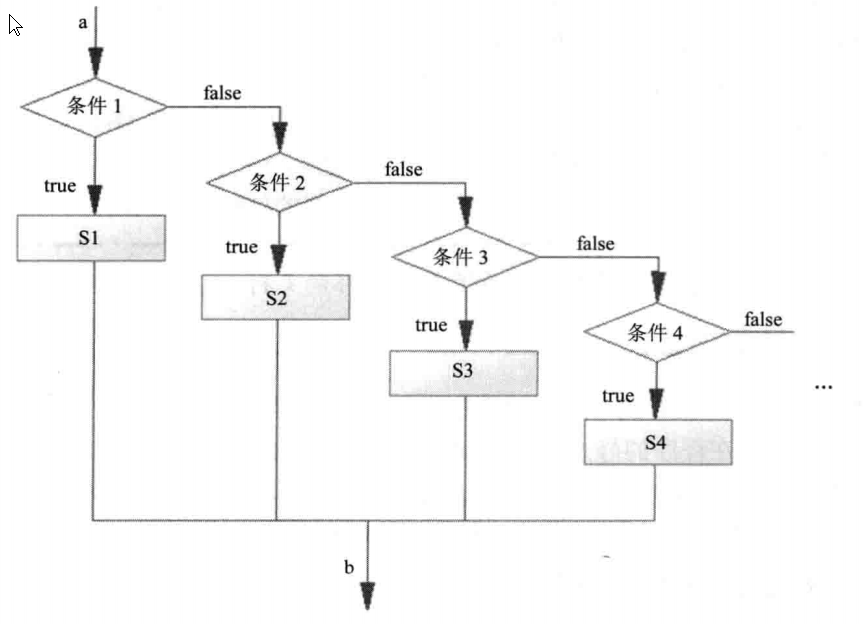 a
条件 1
false
true
S1
条件 2
false
true
S2
条件 3
false
true
S3
条件 4
false
true
S4
...
b